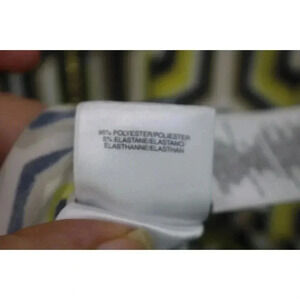 95% POLYESTER/POLIESTER
5% ELASTANE/ELASTANO
ELASTHANNE/ELASTHAN